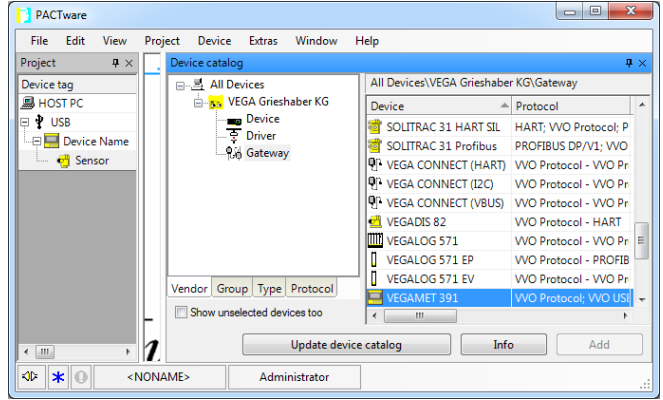 PACTware
File Edit View Project Device Extras Window Help
Project
Device tag
HOST PC
USB
Device Name
Sensor
Device catalog
All Devices
VEGA Grieshaber KG
Device
Driver
Gateway
Vendor Group Type Protocol
Show unselected devices too
All Devices\VEGA Grieshaber KG\Gateway
Device Protocol
SOLITRAC 31 HART SIL HART; VVO Protocol; P
SOLITRAC 31 Profibus PROFIBUS DP/V1; VVO
VEGA CONNECT (HART) VVO Protocol - VVO Pr
VEGA CONNECT (I2C) VVO Protocol - VVO Pr
VEGA CONNECT (VBUS) VVO Protocol - VVO Pr
VEGADIS 82 VVO Protocol - HART
VEGALOG 571 VVO Protocol - VVO Pr
VEGALOG 571 EP VVO Protocol - PROFIB
VEGALOG 571 EV VVO Protocol - VVO Pr
VEGAMET 391 VVO Protocol; VVO USB
Update device catalog Info Add
<NONAME> Administrator